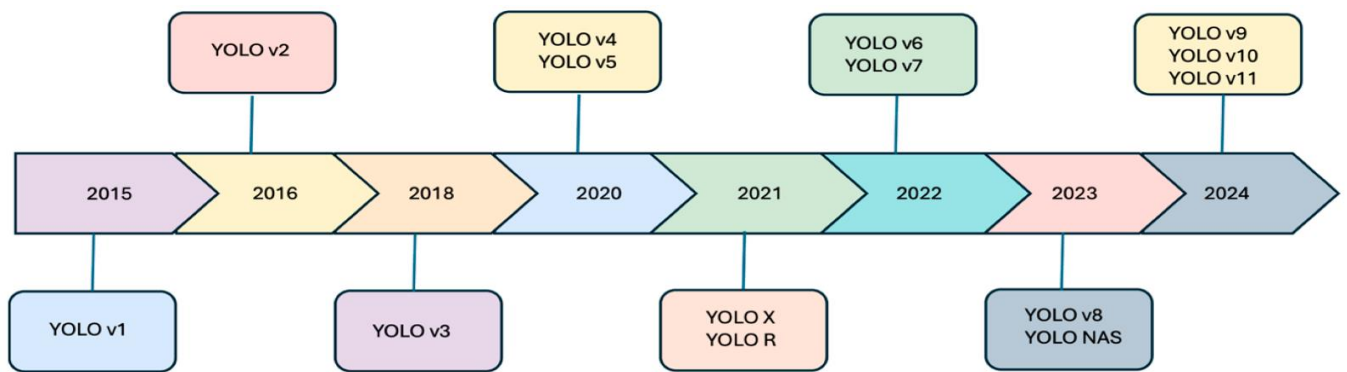 YOLO v2
YOLO v4
YOLO v5
YOLO v6
YOLO v7
YOLO v9
YOLO v10
YOLO v11
2015
2016
2018
2020
2021
2022
2023
2024
YOLO v1
YOLO v3
YOLO X
YOLO R
YOLO v8
YOLO NAS